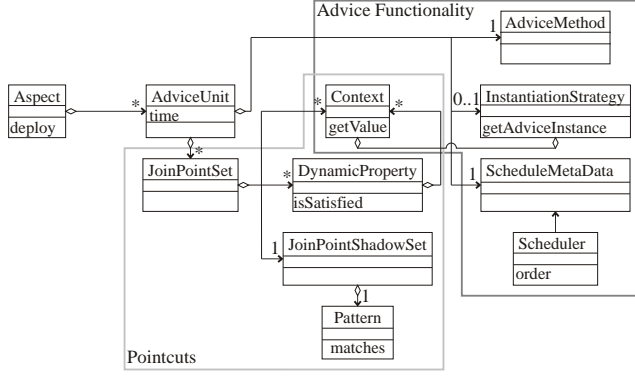 Advice Functionality
1
AdviceMethod
Aspect
deploy
*
AdviceUnit
time
*
Context
*
getValue
0..1
InstantiationStrategy
getAdviceInstance
*
JoinPointSet
*
DynamicProperty
isSatisfied
1
ScheduleMetaData
Scheduler
order
1
JoinPointShadowSet
1
Pattern
matches
Pointcuts